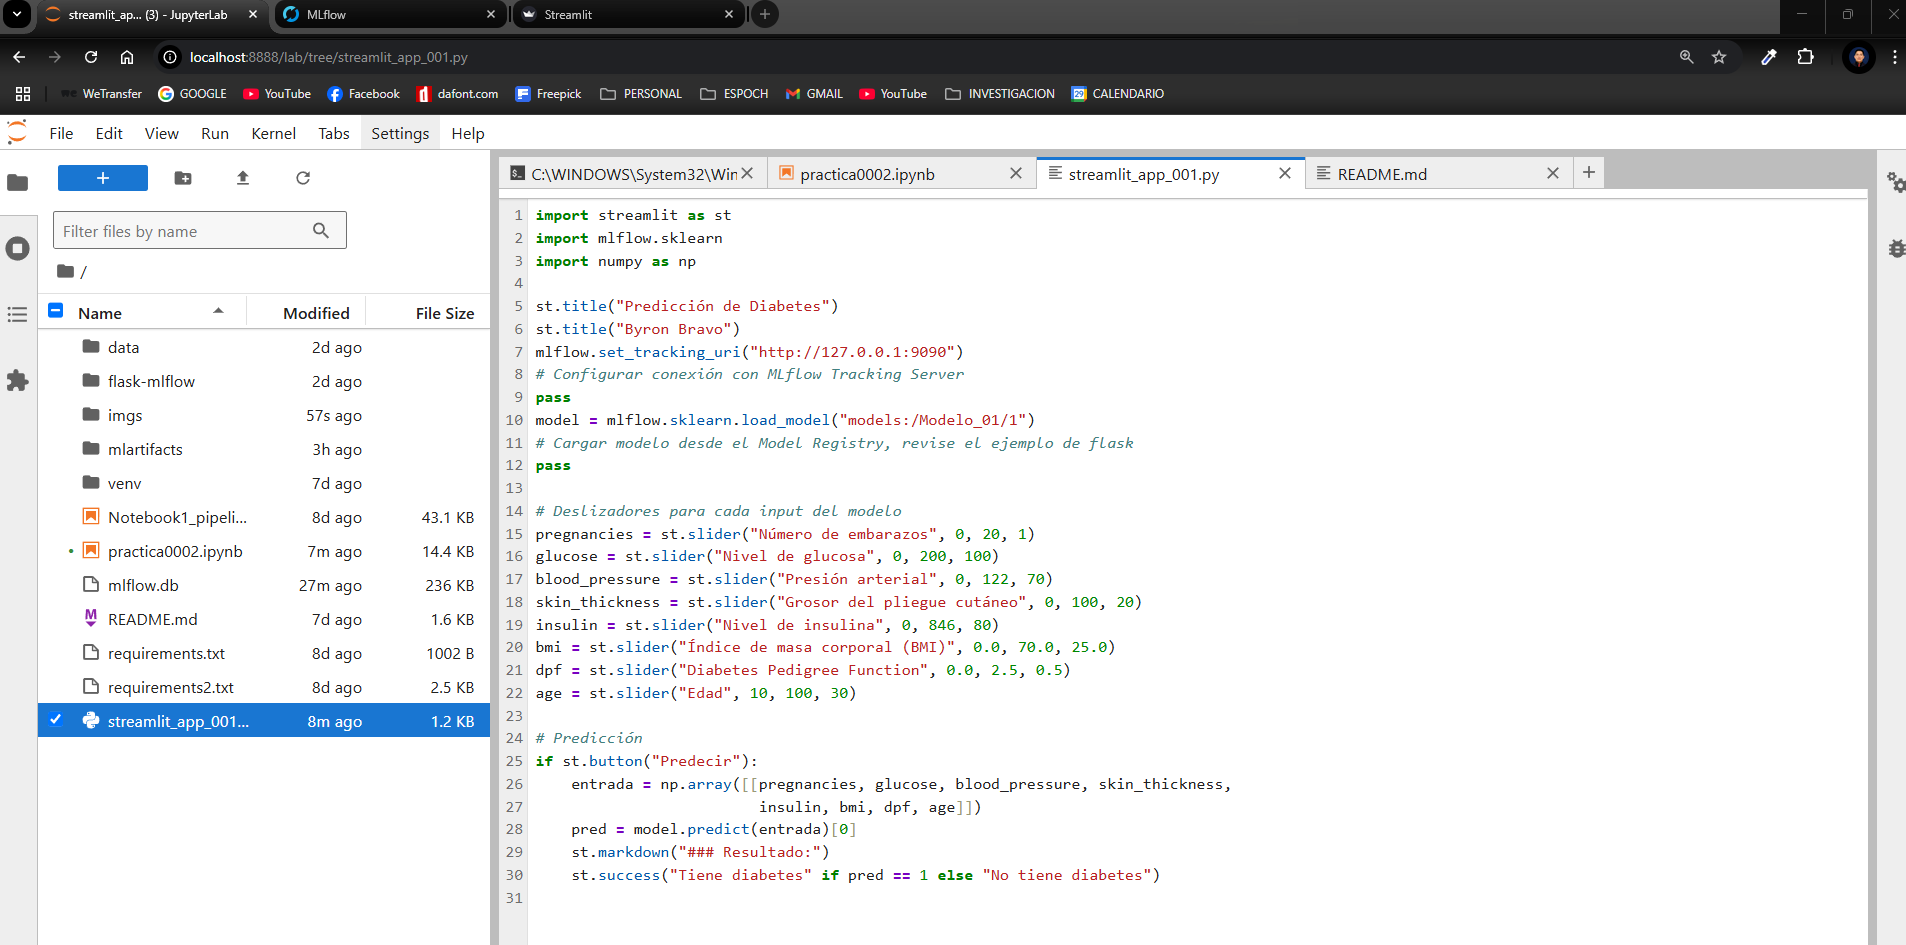 streamlit_ap... (3) - JupyterLab
MLflow
Streamlit
localhost:8888/lab/tree/streamlit_app_001.py
WeTransfer
GOOGLE
YouTube
Facebook
dafont.com
Freepick
PERSONAL
ESPOCH
GMAIL
YouTube
INVESTIGACION
CALENDARIO
File Edit View Run Kernel Tabs Settings Help
C:\WINDOWS\System32\Win
practica0002.ipynb
streamlit_app_001.py
README.md
Filter files by name
/
Name Modified File Size
data 2d ago
flask-mlflow 2d ago
imgs 57s ago
mlartifacts 3h ago
venv 7d ago
Notebook1_pipeli... 8d ago 43.1 KB
practica0002.ipynb 7m ago 14.4 KB
mlflow.db 27m ago 236 KB
README.md 7d ago 1.6 KB
requirements.txt 8d ago 1002 B
requirements2.txt 8d ago 2.5 KB
streamlit_app_001... 8m ago 1.2 KB
1 import streamlit as st
2 import mlflow.sklearn
3 import numpy as np
4
5 st.title("Predicción de Diabetes")
6 st.title("Byron Bravo")
7 mlflow.set_tracking_uri("http://127.0.0.1:9090")
8 # Configurar conexión con MLflow Tracking Server
9 pass
10 model = mlflow.sklearn.load_model("models:/Modelo_01/1")
11 # Cargar modelo desde el Model Registry, revise el ejemplo de flask
12 pass
13
14 # Deslizadores para cada input del modelo
15 pregnancies = st.slider("Número de embarazos", 0, 20, 1)
16 glucose = st.slider("Nivel de glucosa", 0, 200, 100)
17 blood_pressure = st.slider("Presión arterial", 0, 122, 70)
18 skin_thickness = st.slider("Grosor del pliegue cutáneo", 0, 100, 20)
19 insulin = st.slider("Nivel de insulina", 0, 846, 80)
20 bmi = st.slider("Índice de masa corporal (BMI)", 0.0, 70.0, 25.0)
21 dpf = st.slider("Diabetes Pedigree Function", 0.0, 2.5, 0.5)
22 age = st.slider("Edad", 10, 100, 30)
23
24 # Predicción
25 if st.button("Predecir"):
26     entrada = np.array([[pregnancies, glucose, blood_pressure, skin_thickness,
27                          insulin, bmi, dpf, age]])
28     pred = model.predict(entrada)[0]
29     st.markdown("### Resultado:")
30     st.success("Tiene diabetes" if pred == 1 else "No tiene diabetes")
31